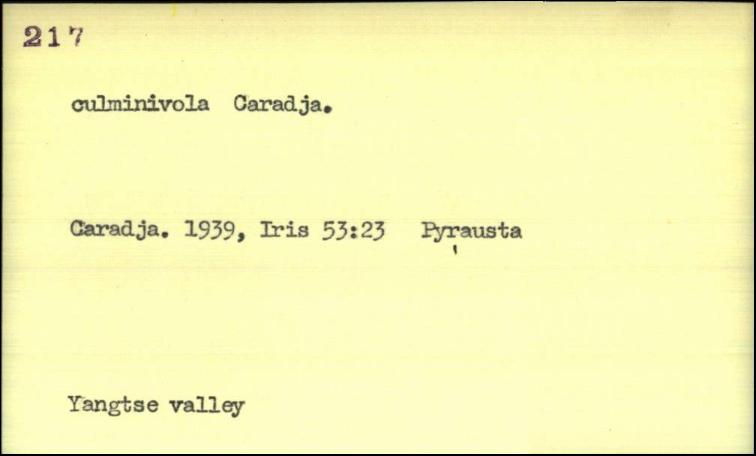 217
culminivola Caradja.
Caradja. 1939, Iris 53:23 Pyrausta
Yangtse valley